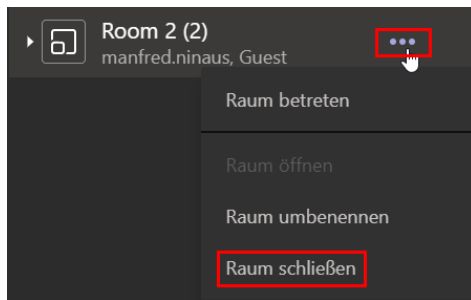 Room 2 (2)
manfred.ninaus, Guest
Raum betreten
Raum öffnen
Raum umbenennen
Raum schließen